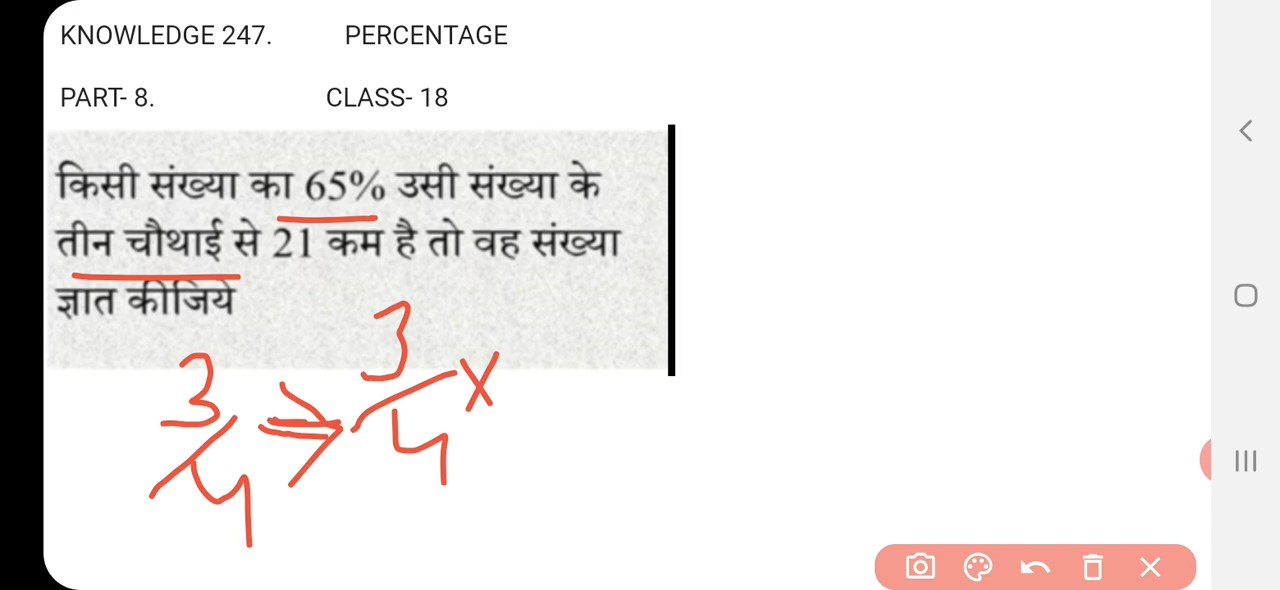 KNOWLEDGE 247. PERCENTAGE
PART- 8. CLASS- 18
किसी संख्या का 65% उसी संख्या के
तीन चौथाई से 21 कम है तो वह संख्या
ज्ञात कीजिये
3/4 ⇒ 3/4 ×